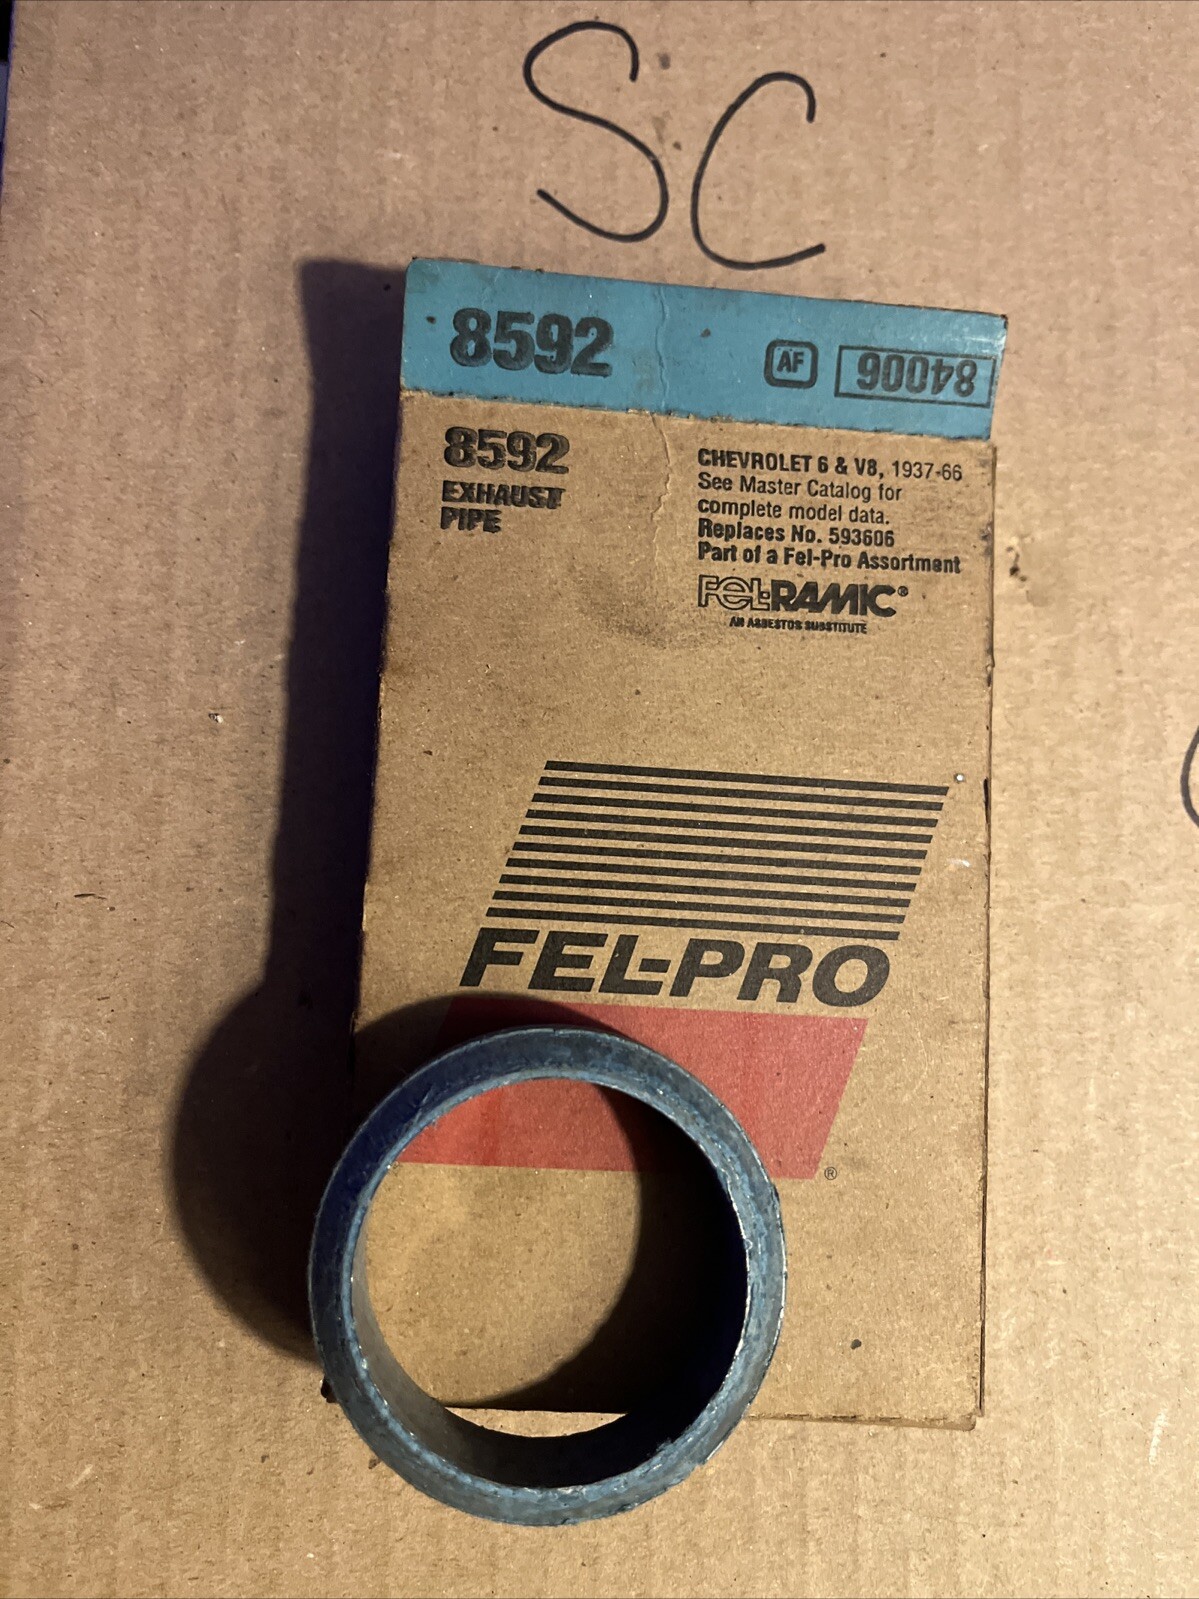 SC
8592
AF
84006
8592
EXHAUST
PIPE
CHEVROLET 6 & V8, 1937-66
See Master Catalog for
complete model data.
Replaces No. 593606
Part of a Fel-Pro Assortment
FEL-RAMIC®
AN ASBESTOS SUBSTITUTE
FEL-PRO
®